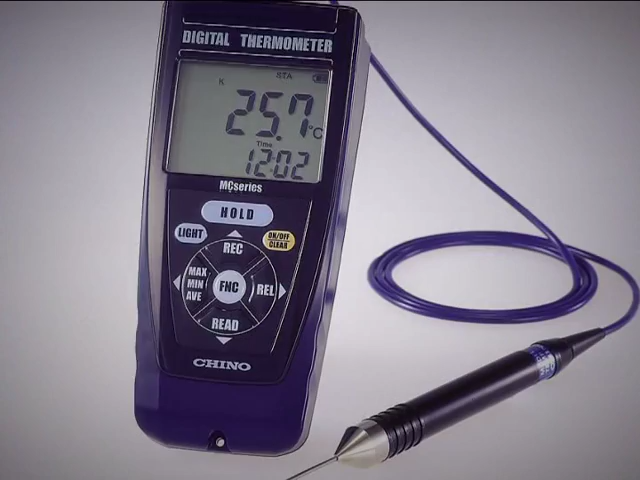 DIGITAL THERMOMETER
K STA
25.7 °C
Time
12:02
MCseries
HOLD
LIGHT
ON/OFF
CLEAR
REC
MAX
MIN
AVE
FNC
REL
READ
CHINO